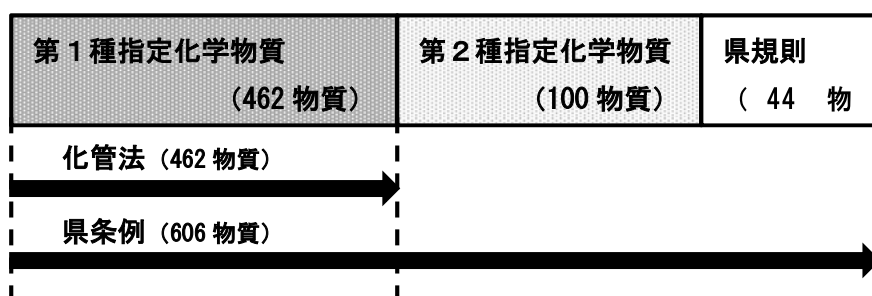 第1種指定化学物質
(462 物質)
第2種指定化学物質
(100 物質)
県規則
( 44 物
化管法 (462 物質)
県条例 (606 物質)